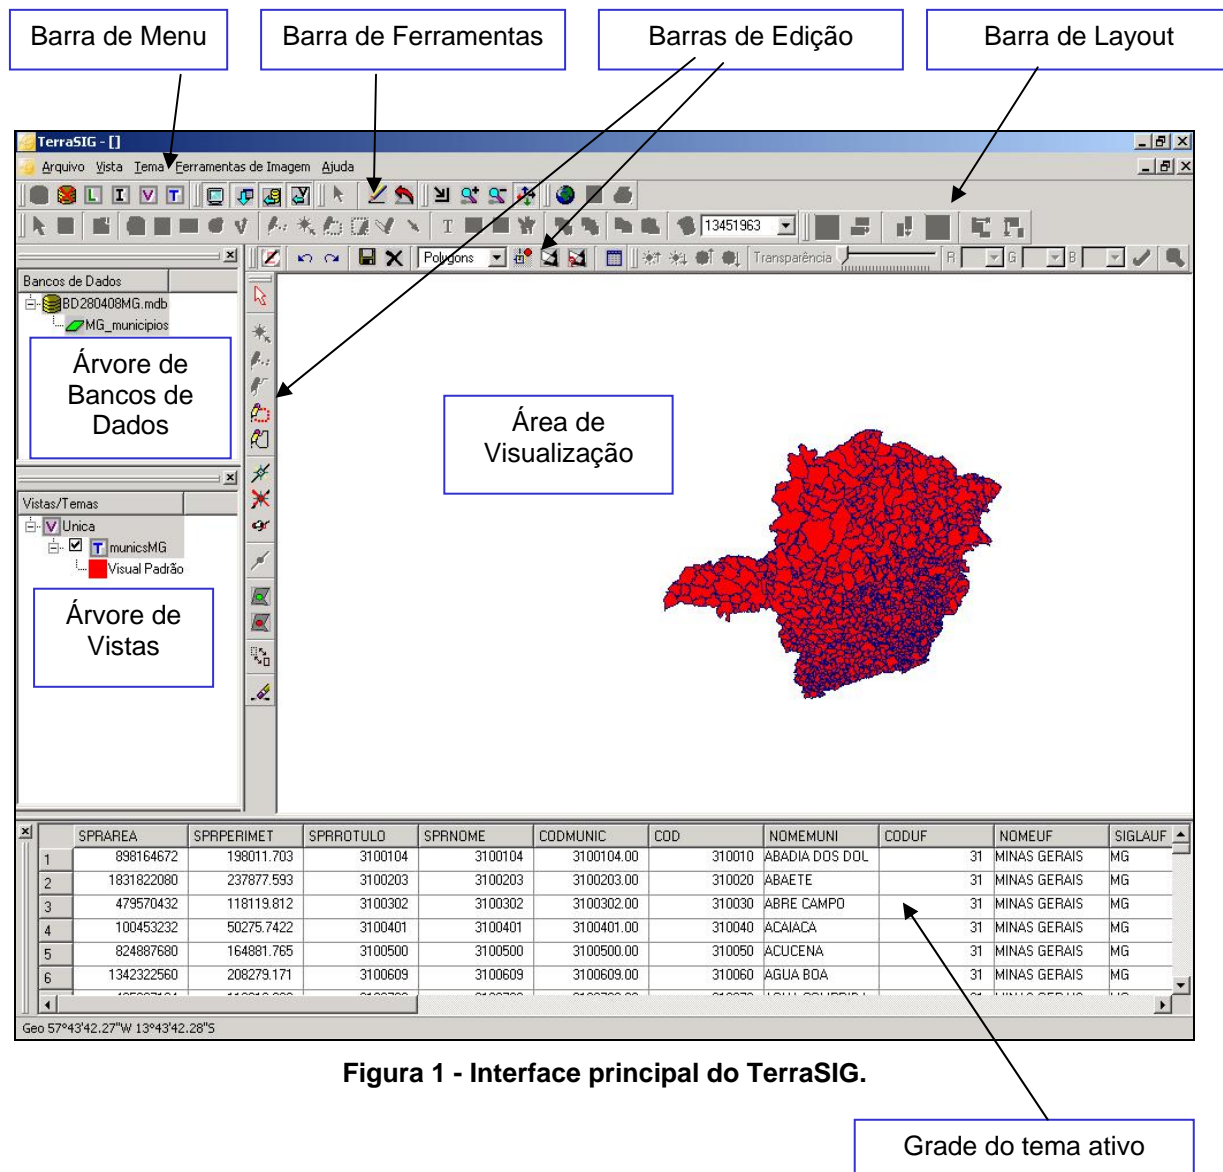 Barra de Menu
Barra de Ferramentas
Barras de Edição
Barra de Layout
TerraSIG - []
Arquivo Vista Tema Ferramentas de Imagem Ajuda
L I V T
T 13451963
Polygons Transparência R G B
Bancos de Dados
BD280408MG.mdb
MG_municipios
Árvore de
Bancos de
Dados
Área de
Visualização
Vistas/Temas
V Unica
T municsMG
Visual Padrão
Árvore de
Vistas
SPRAREA SPRPERIMET SPRROTULO SPRNOME CODMUNIC COD NOMEMUNI CODUF NOMEUF SIGLAUF
1 898164672 198011.703 3100104 3100104 3100104.00 310010 ABADIA DOS DOL 31 MINAS GERAIS MG
2 1831822080 237877.593 3100203 3100203 3100203.00 310020 ABAETE 31 MINAS GERAIS MG
3 479570432 118119.812 3100302 3100302 3100302.00 310030 ABRE CAMPO 31 MINAS GERAIS MG
4 100453232 50275.7422 3100401 3100401 3100401.00 310040 ACAIACA 31 MINAS GERAIS MG
5 824887680 164881.765 3100500 3100500 3100500.00 310050 ACUCENA 31 MINAS GERAIS MG
6 1342322560 208279.171 3100609 3100609 3100609.00 310060 AGUA BOA 31 MINAS GERAIS MG
Geo 57°43'42.27"W 13°43'42.28"S
Figura 1 - Interface principal do TerraSIG.
Grade do tema ativo